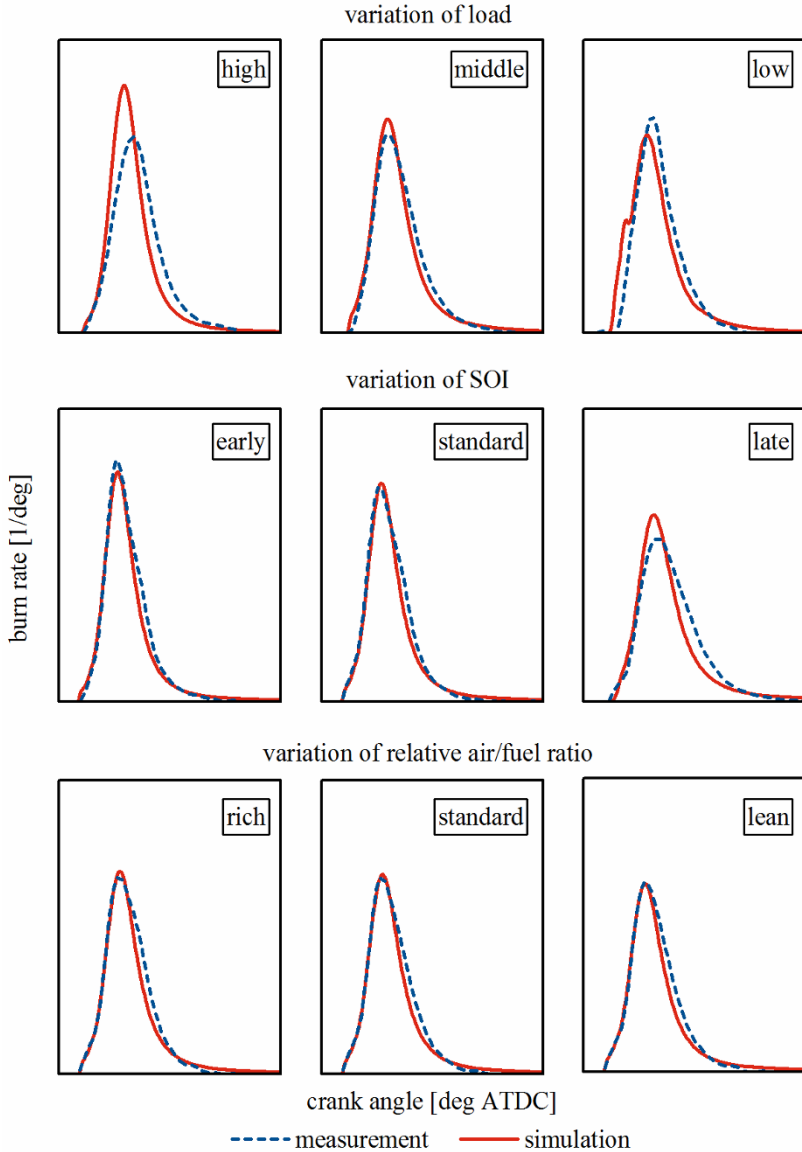 variation of load
high
middle
low
variation of SOI
early
standard
late
burn rate [1/deg]
variation of relative air/fuel ratio
rich
standard
lean
crank angle [deg ATDC]
measurement
simulation